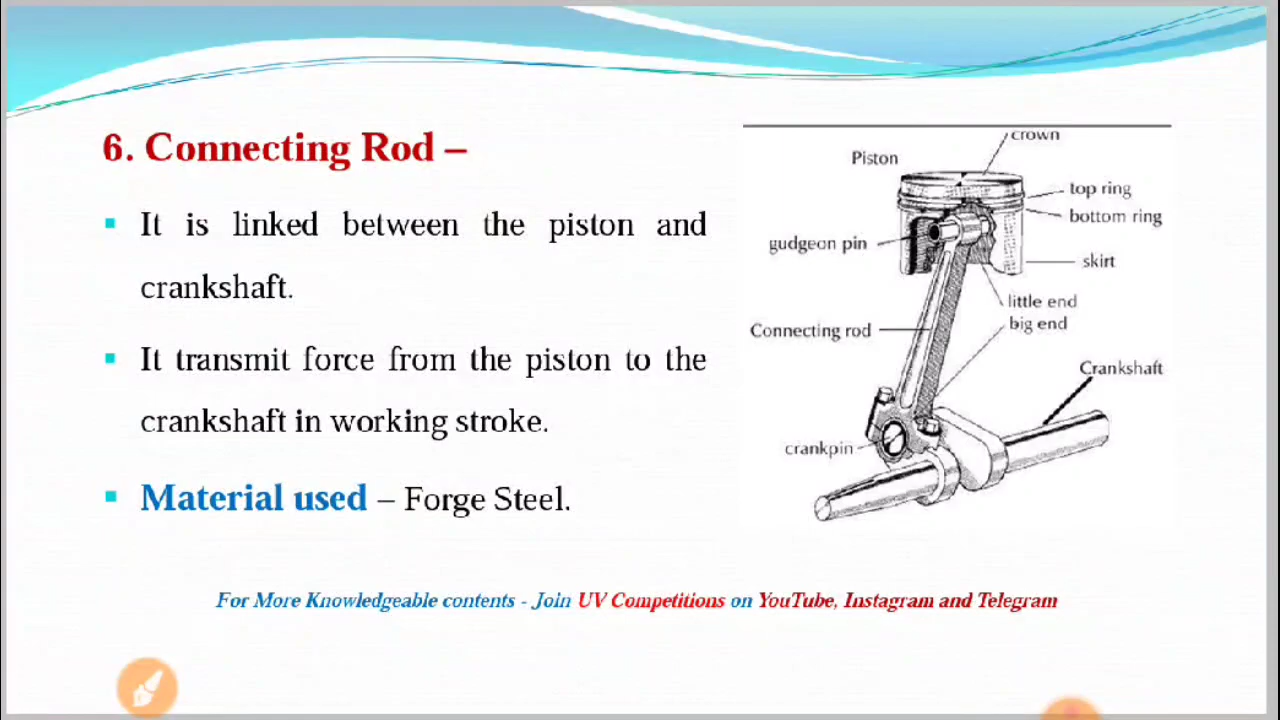 6. Connecting Rod –
▪ It is linked between the piston and
crankshaft.
▪ It transmit force from the piston to the
crankshaft in working stroke.
▪ Material used – Forge Steel.
crown
Piston
top ring
bottom ring
gudgeon pin
skirt
little end
big end
Connecting rod
Crankshaft
crankpin
For More Knowledgeable contents - Join UV Competitions on YouTube, Instagram and Telegram